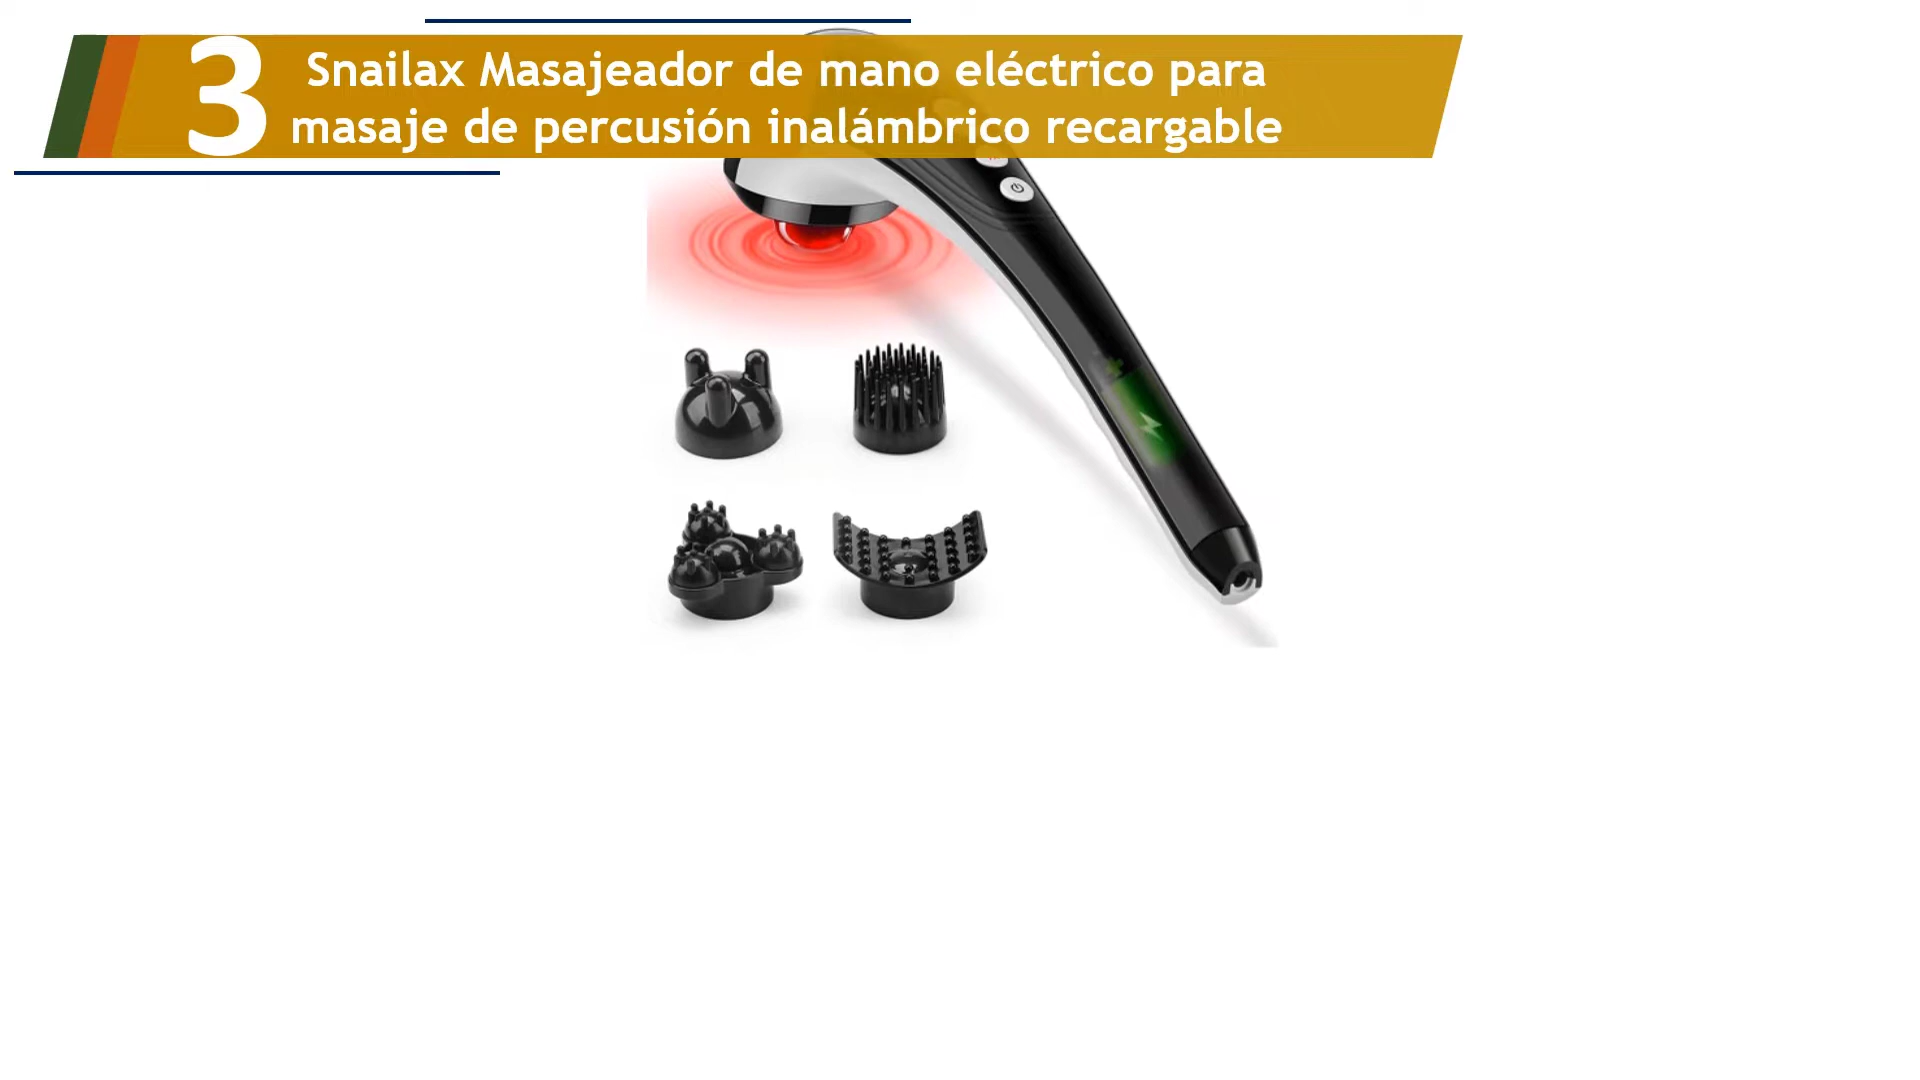 3
Snailax Masajeador de mano eléctrico para
masaje de percusión inalámbrico recargable